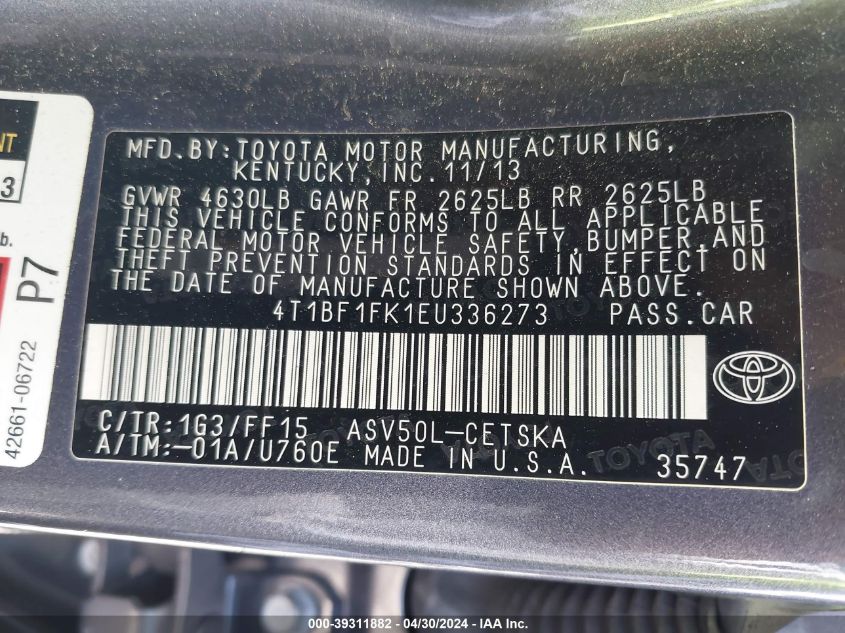 NT
3
b.
P7
42661-06722
MFD.BY:TOYOTA MOTOR MANUFACTURING,
KENTUCKY,INC.11/13
GVWR 4630LB GAWR FR 2625LB RR 2625LB
THIS VEHICLE CONFORMS TO ALL APPLICABLE
FEDERAL MOTOR VEHICLE SAFETY,BUMPER,AND
THEFT PREVENTION STANDARDS IN EFFECT ON
THE DATE OF MANUFACTURE SHOWN ABOVE.
4T1BF1FK1EU336273 PASS.CAR
C/TR:1G3/FF15 ASV50L-CETSKA
A/TM:-01A/U760E MADE IN U.S.A. 35747
TOYOTA
000-39311882 - 04/30/2024 - IAA Inc.